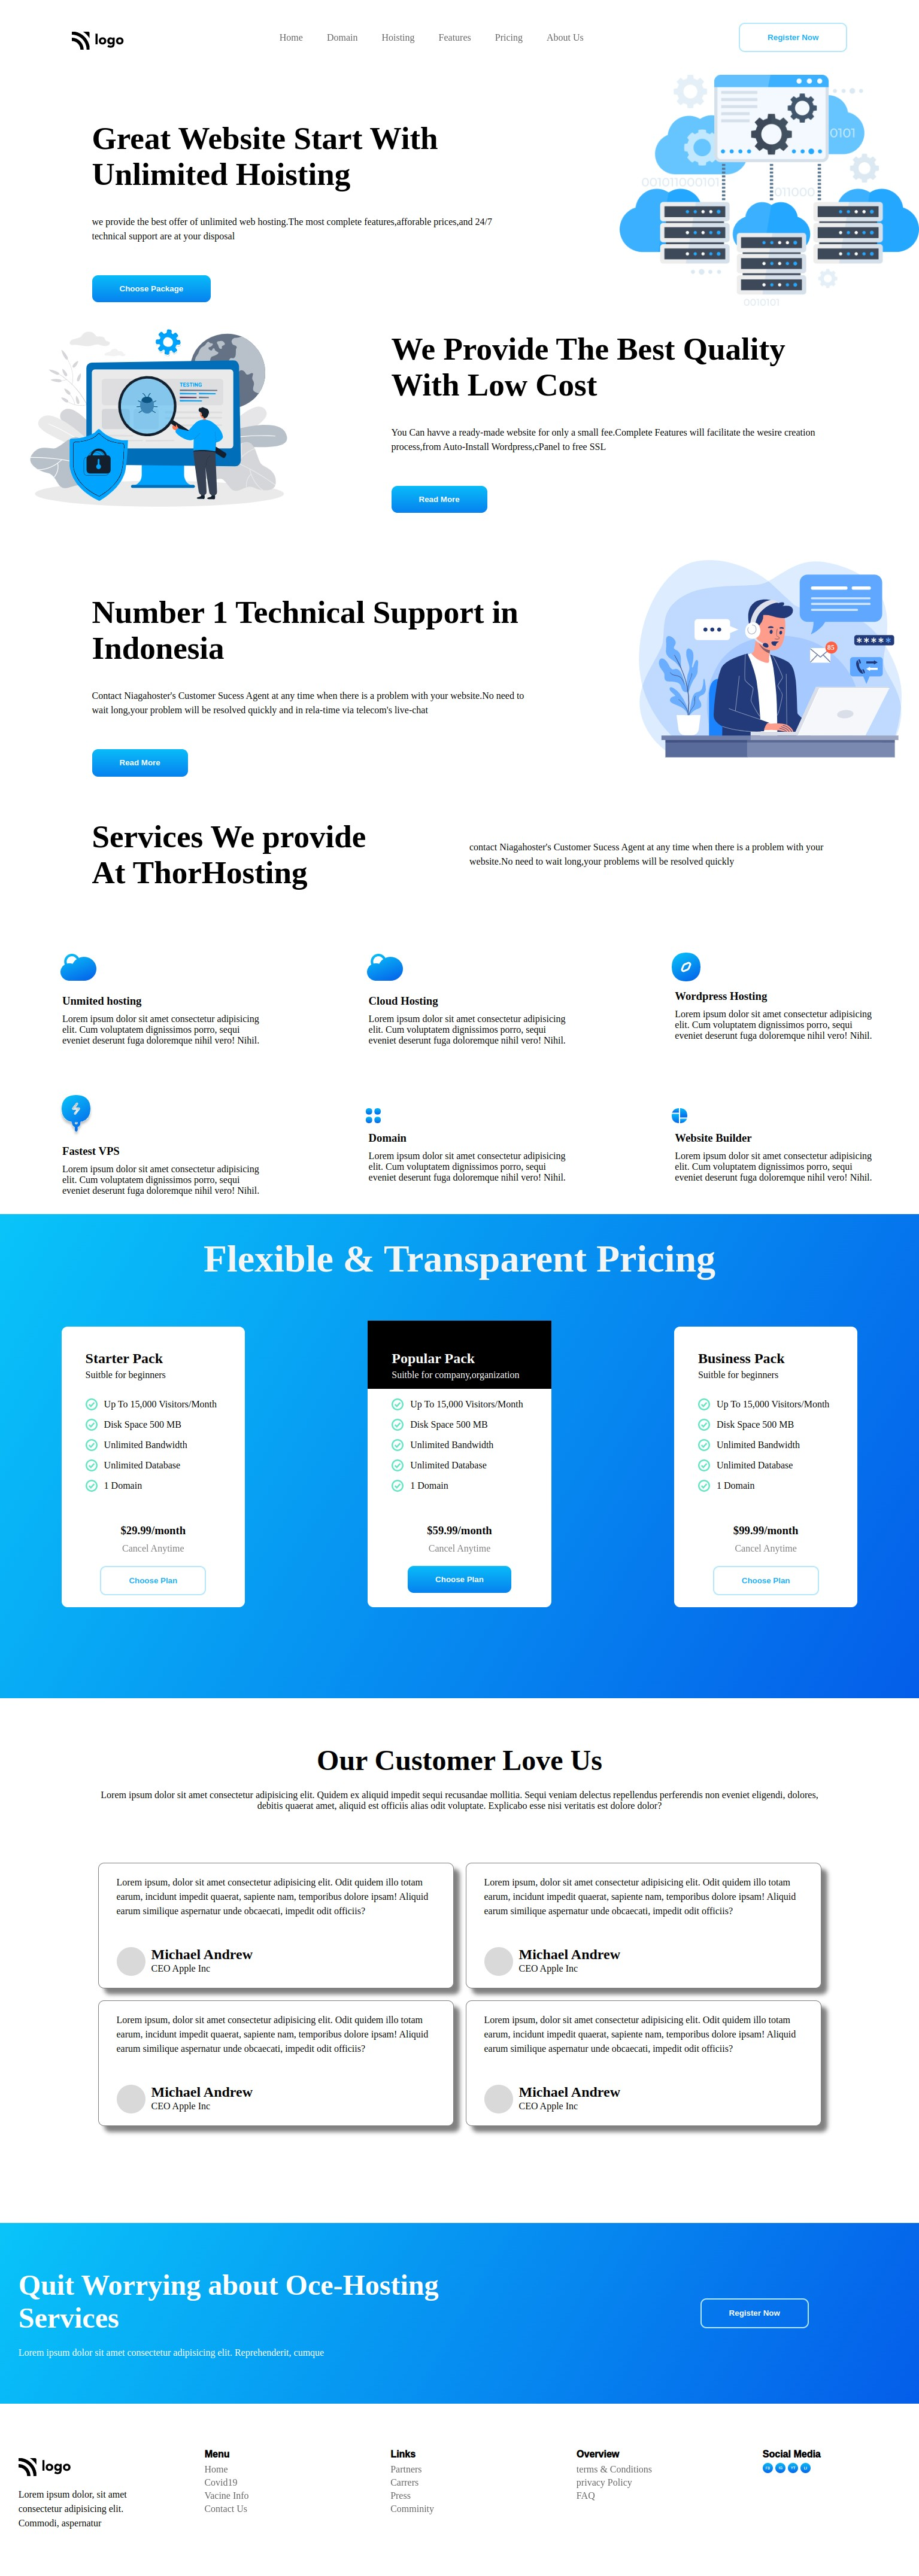 logo
Home Domain Hoisting Features Pricing About Us
Register Now
Great Website Start With
Unlimited Hoisting
we provide the best offer of unlimited web hosting.The most complete features,afforable prices,and 24/7
technical support are at your disposal
Choose Package
0101
001011000101
011000
0010101
TESTING
We Provide The Best Quality
With Low Cost
You Can havve a ready-made website for only a small fee.Complete Features will facilitate the wesire creation
process,from Auto-Install Wordpress,cPanel to free SSL
Read More
Number 1 Technical Support in
Indonesia
Contact Niagahoster's Customer Sucess Agent at any time when there is a problem with your website.No need to
wait long,your problem will be resolved quickly and in rela-time via telecom's live-chat
Read More
85
*****
Services We provide
At ThorHosting
contact Niagahoster's Customer Sucess Agent at any time when there is a problem with your
website.No need to wait long,your problems will be resolved quickly
Unmited hosting
Lorem ipsum dolor sit amet consectetur adipisicing
elit. Cum voluptatem dignissimos porro, sequi
eveniet deserunt fuga doloremque nihil vero! Nihil.
Cloud Hosting
Lorem ipsum dolor sit amet consectetur adipisicing
elit. Cum voluptatem dignissimos porro, sequi
eveniet deserunt fuga doloremque nihil vero! Nihil.
Wordpress Hosting
Lorem ipsum dolor sit amet consectetur adipisicing
elit. Cum voluptatem dignissimos porro, sequi
eveniet deserunt fuga doloremque nihil vero! Nihil.
Fastest VPS
Lorem ipsum dolor sit amet consectetur adipisicing
elit. Cum voluptatem dignissimos porro, sequi
eveniet deserunt fuga doloremque nihil vero! Nihil.
Domain
Lorem ipsum dolor sit amet consectetur adipisicing
elit. Cum voluptatem dignissimos porro, sequi
eveniet deserunt fuga doloremque nihil vero! Nihil.
Website Builder
Lorem ipsum dolor sit amet consectetur adipisicing
elit. Cum voluptatem dignissimos porro, sequi
eveniet deserunt fuga doloremque nihil vero! Nihil.
Flexible & Transparent Pricing
Starter Pack
Suitble for beginners
Up To 15,000 Visitors/Month
Disk Space 500 MB
Unlimited Bandwidth
Unlimited Database
1 Domain
$29.99/month
Cancel Anytime
Choose Plan
Popular Pack
Suitble for company,organization
Up To 15,000 Visitors/Month
Disk Space 500 MB
Unlimited Bandwidth
Unlimited Database
1 Domain
$59.99/month
Cancel Anytime
Choose Plan
Business Pack
Suitble for beginners
Up To 15,000 Visitors/Month
Disk Space 500 MB
Unlimited Bandwidth
Unlimited Database
1 Domain
$99.99/month
Cancel Anytime
Choose Plan
Our Customer Love Us
Lorem ipsum dolor sit amet consectetur adipisicing elit. Quidem ex aliquid impedit sequi recusandae mollitia. Sequi veniam delectus repellendus perferendis non eveniet eligendi, dolores,
debitis quaerat amet, aliquid est officiis alias odit voluptate. Explicabo esse nisi veritatis est dolore dolor?
Lorem ipsum, dolor sit amet consectetur adipisicing elit. Odit quidem illo totam
earum, incidunt impedit quaerat, sapiente nam, temporibus dolore ipsam! Aliquid
earum similique aspernatur unde obcaecati, impedit odit officiis?
Michael Andrew
CEO Apple Inc
Lorem ipsum, dolor sit amet consectetur adipisicing elit. Odit quidem illo totam
earum, incidunt impedit quaerat, sapiente nam, temporibus dolore ipsam! Aliquid
earum similique aspernatur unde obcaecati, impedit odit officiis?
Michael Andrew
CEO Apple Inc
Lorem ipsum, dolor sit amet consectetur adipisicing elit. Odit quidem illo totam
earum, incidunt impedit quaerat, sapiente nam, temporibus dolore ipsam! Aliquid
earum similique aspernatur unde obcaecati, impedit odit officiis?
Michael Andrew
CEO Apple Inc
Lorem ipsum, dolor sit amet consectetur adipisicing elit. Odit quidem illo totam
earum, incidunt impedit quaerat, sapiente nam, temporibus dolore ipsam! Aliquid
earum similique aspernatur unde obcaecati, impedit odit officiis?
Michael Andrew
CEO Apple Inc
Quit Worrying about Oce-Hosting
Services
Lorem ipsum dolor sit amet consectetur adipisicing elit. Reprehenderit, cumque
Register Now
logo
Lorem ipsum dolor, sit amet
consectetur adipisicing elit.
Commodi, aspernatur
Menu
Home
Covid19
Vacine Info
Contact Us
Links
Partners
Carrers
Press
Comminity
Overview
terms & Conditions
privacy Policy
FAQ
Social Media